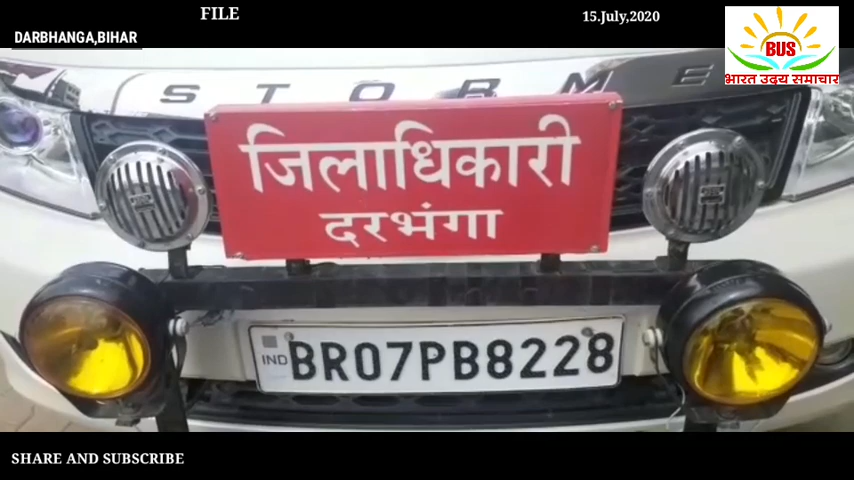 FILE
15.July,2020
DARBHANGA,BIHAR
BUS
भारत उदय समाचार
STORME
जिलाधिकारी
दरभंगा
IND BR07PB8228
SHARE AND SUBSCRIBE